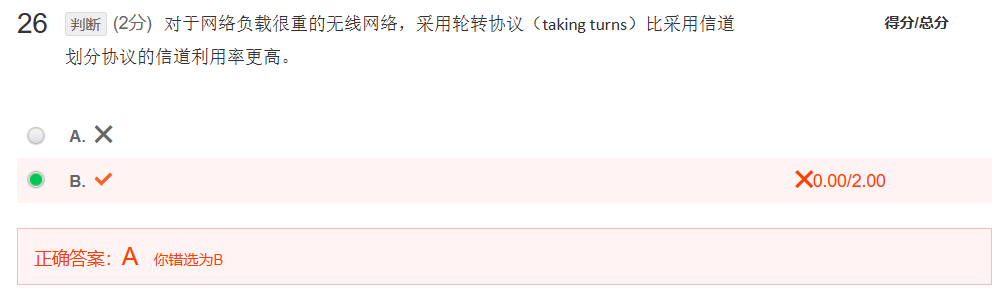 26 判断 (2分) 对于网络负载很重的无线网络，采用轮转协议（taking turns）比采用信道 得分/总分
划分协议的信道利用率更高。
A.
B. 0.00/2.00
正确答案：A 你错选为B